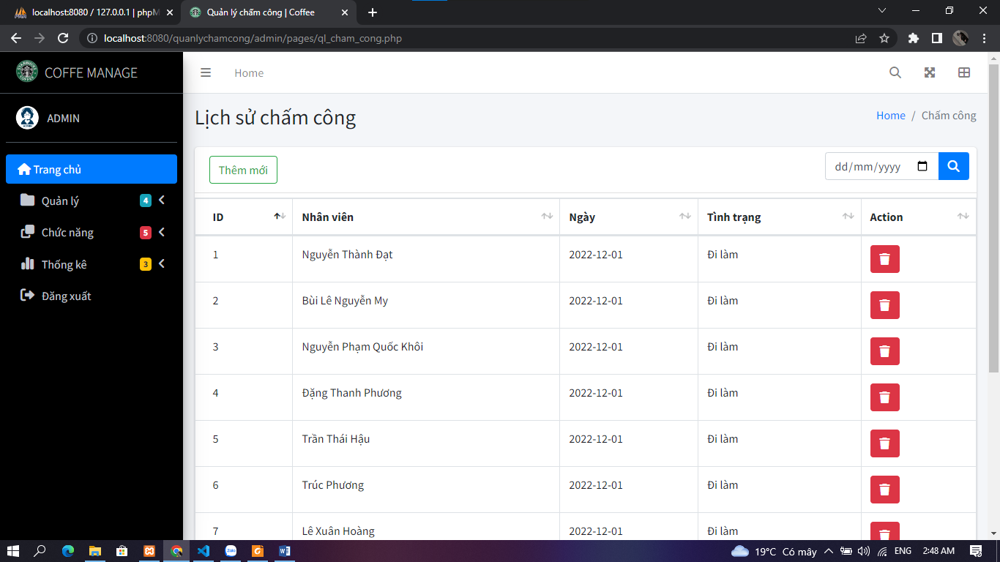 localhost:8080 / 127.0.0.1 | phpM
Quản lý chấm công | Coffee
localhost:8080/quanlychamcong/admin/pages/ql_cham_cong.php
COFFE MANAGE
Home
ADMIN
Lịch sử chấm công
Home / Chấm công
Trang chủ
Quản lý 4
Chức năng 5
Thống kê 3
Đăng xuất
Thêm mới
dd/mm/yyyy
ID Nhân viên Ngày Tình trạng Action
1 Nguyễn Thành Đạt 2022-12-01 Đi làm
2 Bùi Lê Nguyễn My 2022-12-01 Đi làm
3 Nguyễn Phạm Quốc Khôi 2022-12-01 Đi làm
4 Đặng Thanh Phương 2022-12-01 Đi làm
5 Trần Thái Hậu 2022-12-01 Đi làm
6 Trúc Phương 2022-12-01 Đi làm
7 Lê Xuân Hoàng 2022-12-01 Đi làm
19°C Có mây ENG 2:48 AM